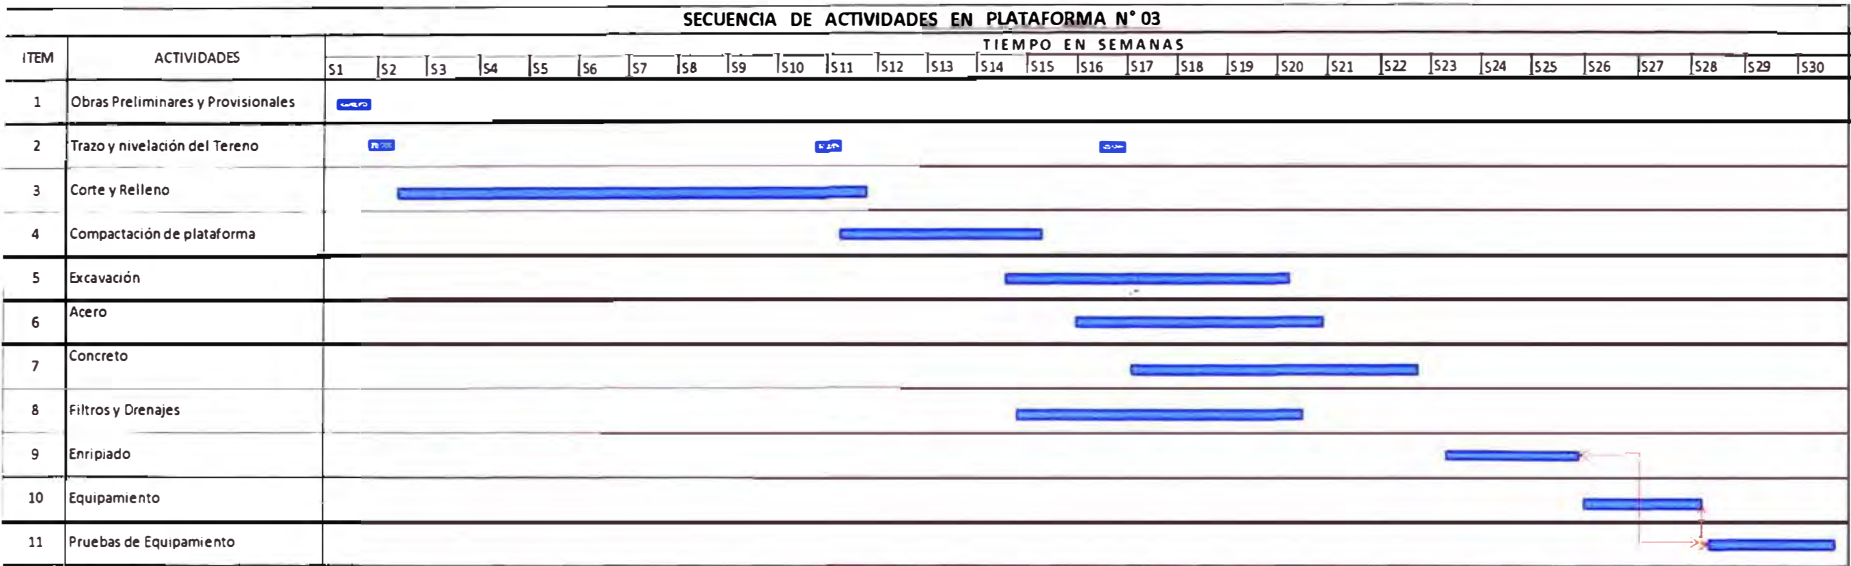 SECUENCIA DE ACTIVIDADES EN PLATAFORMA N° 03
ITEM ACTIVIDADES TIEMPO EN SEMANAS
S1 S2 S3 S4 S5 S6 S7 S8 S9 S10 S11 S12 S13 S14 S15 S16 S17 S18 S19 S20 S21 S22 S23 S24 S25 S26 S27 S28 S29 S30
1 Obras Preliminares y Provisionales
2 Trazo y nivelación del Tereno
3 Corte y Relleno
4 Compactación de plataforma
5 Excavación
6 Acero
7 Concreto
8 Filtros y Drenajes
9 Enripiado
10 Equipamiento
11 Pruebas de Equipamiento